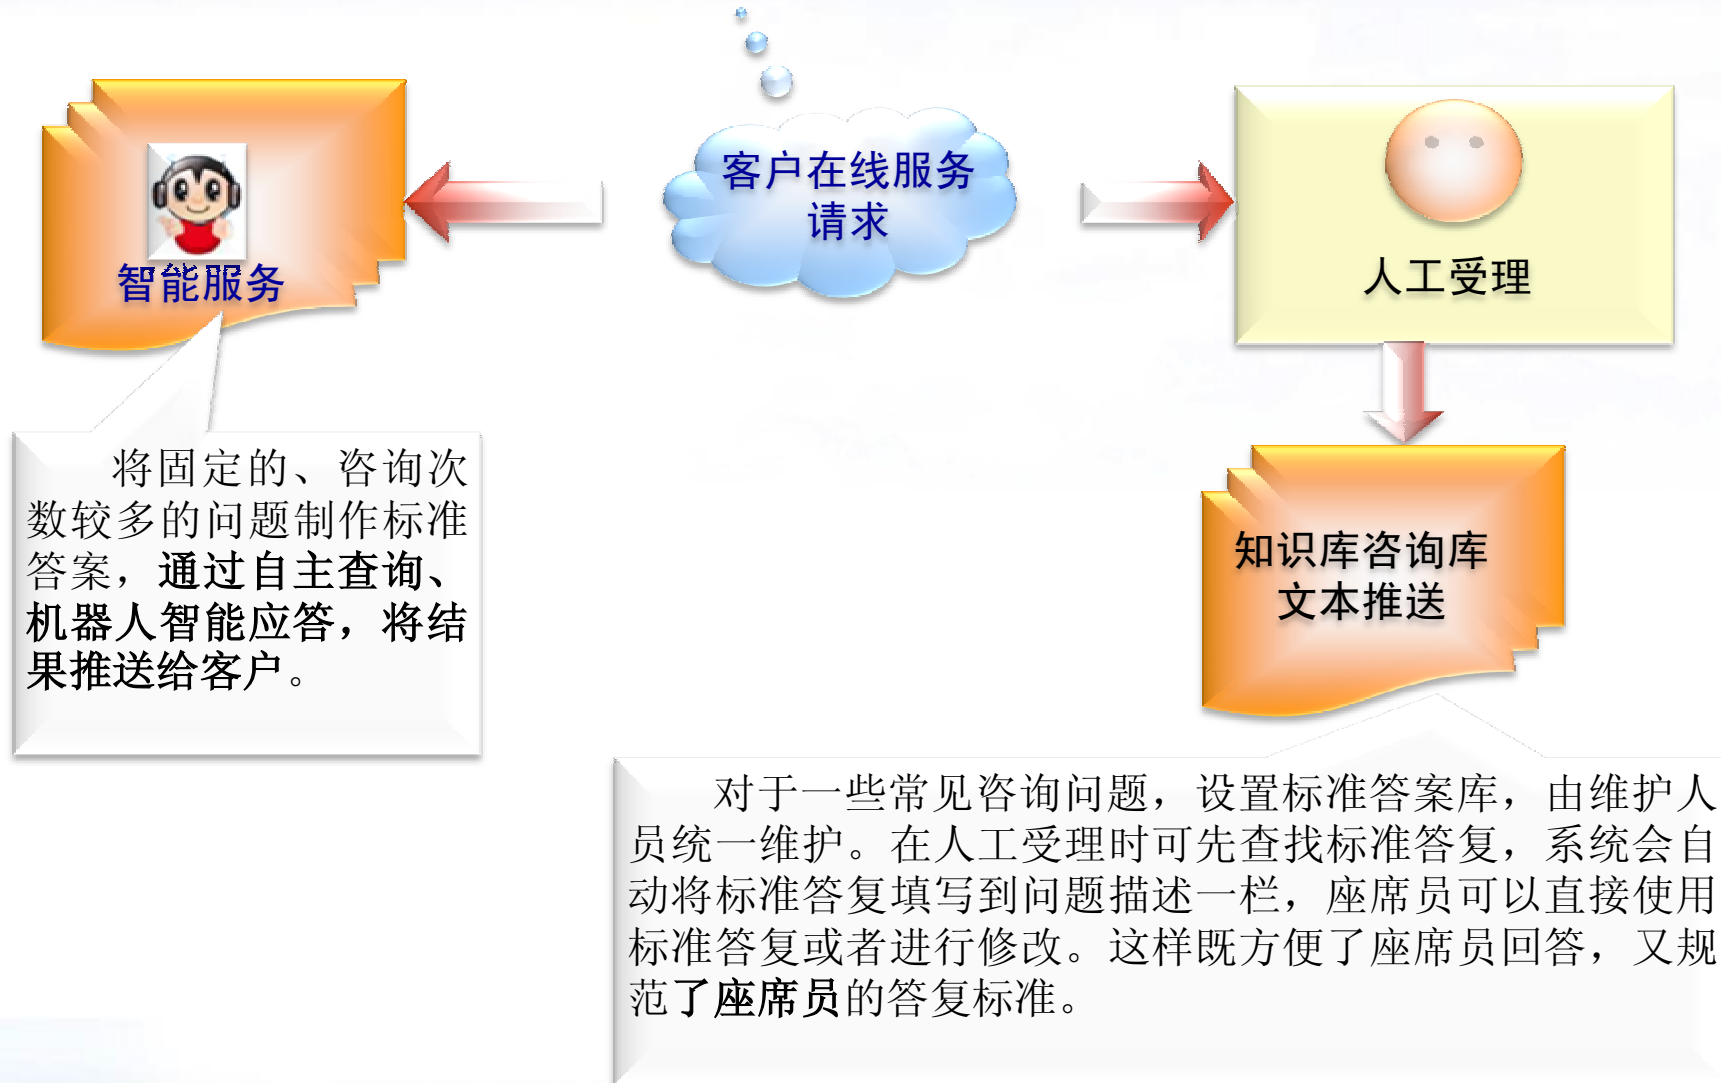 客户在线服务
请求
智能服务
人工受理
将固定的、咨询次
数较多的问题制作标准
答案，通过自主查询、
机器人智能应答，将结
果推送给客户。
知识库咨询库
文本推送
对于一些常见咨询问题，设置标准答案库，由维护人
员统一维护。在人工受理时可先查找标准答复，系统会自
动将标准答复填写到问题描述一栏，座席员可以直接使用
标准答复或者进行修改。这样既方便了座席员回答，又规
范了座席员的答复标准。